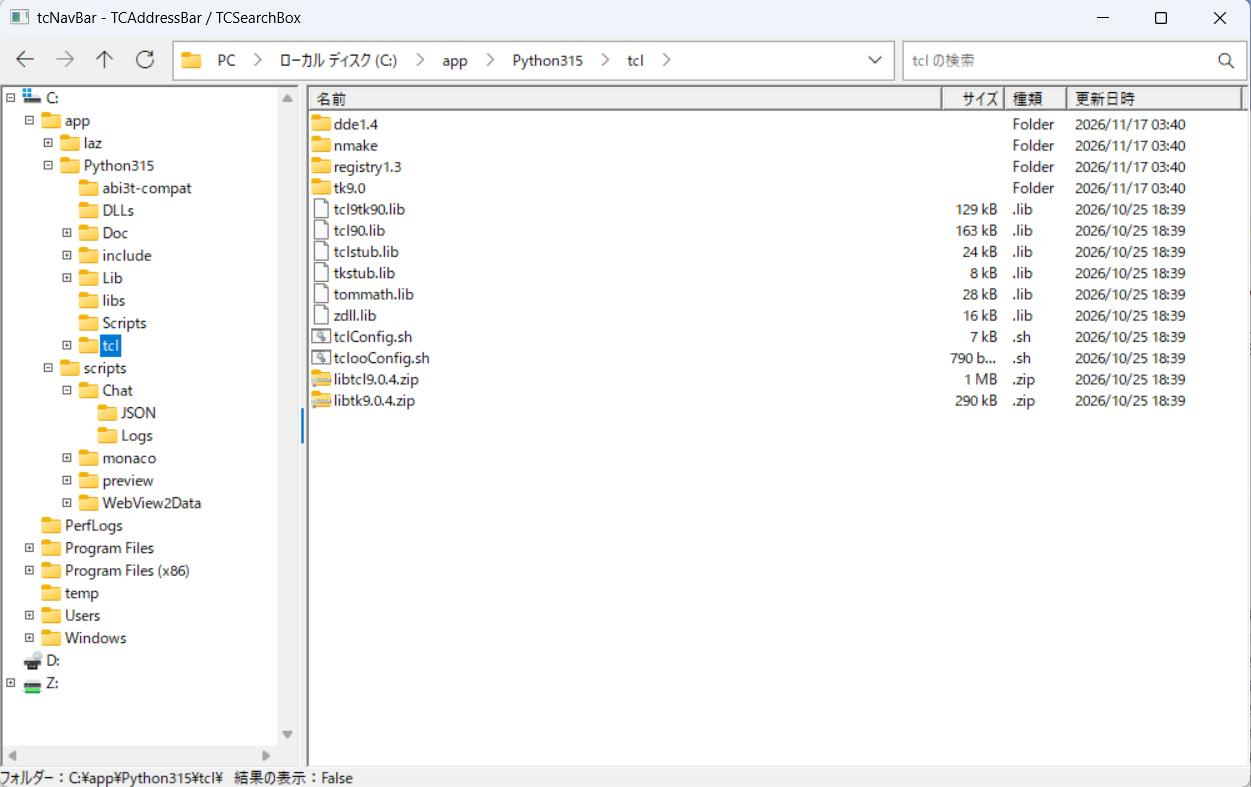 tcNavBar - TCAddressBar / TCSearchBox
PC ローカル ディスク (C:) app Python315 tcl
tcl の検索
C:
app
laz
Python315
abi3t-compat
DLLs
Doc
include
Lib
libs
Scripts
tcl
scripts
Chat
JSON
Logs
monaco
preview
WebView2Data
PerfLogs
Program Files
Program Files (x86)
temp
Users
Windows
D:
Z:
名前 サイズ 種類 更新日時
dde1.4 Folder 2026/11/17 03:40
nmake Folder 2026/11/17 03:40
registry1.3 Folder 2026/11/17 03:40
tk9.0 Folder 2026/11/17 03:40
tcl9tk90.lib 129 kB .lib 2026/10/25 18:39
tcl90.lib 163 kB .lib 2026/10/25 18:39
tclstub.lib 24 kB .lib 2026/10/25 18:39
tkstub.lib 8 kB .lib 2026/10/25 18:39
tommath.lib 28 kB .lib 2026/10/25 18:39
zdll.lib 16 kB .lib 2026/10/25 18:39
tclConfig.sh 7 kB .sh 2026/10/25 18:39
tclooConfig.sh 790 b... .sh 2026/10/25 18:39
libtcl9.0.4.zip 1 MB .zip 2026/10/25 18:39
libtk9.0.4.zip 290 kB .zip 2026/10/25 18:39
フォルダー：C:¥app¥Python315¥tcl¥ 結果の表示：False